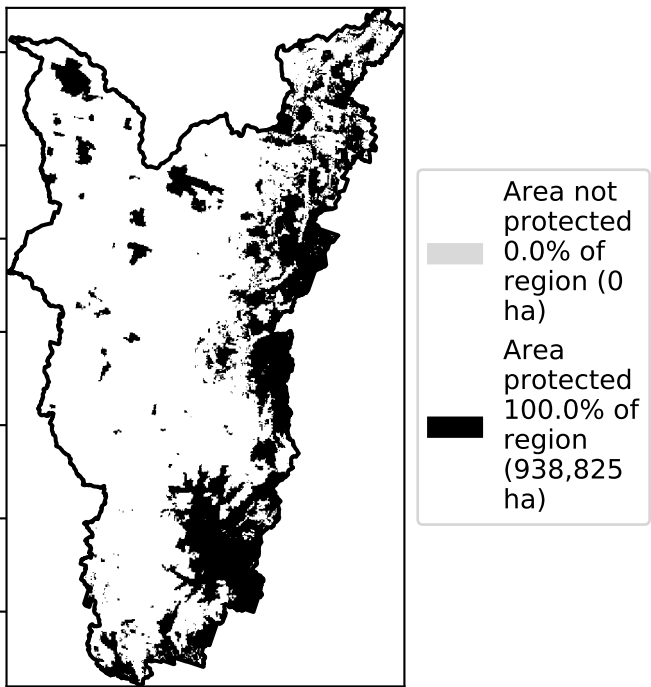 Area not
protected
0.0% of
region (0
ha)
Area
protected
100.0% of
region
(938,825
ha)